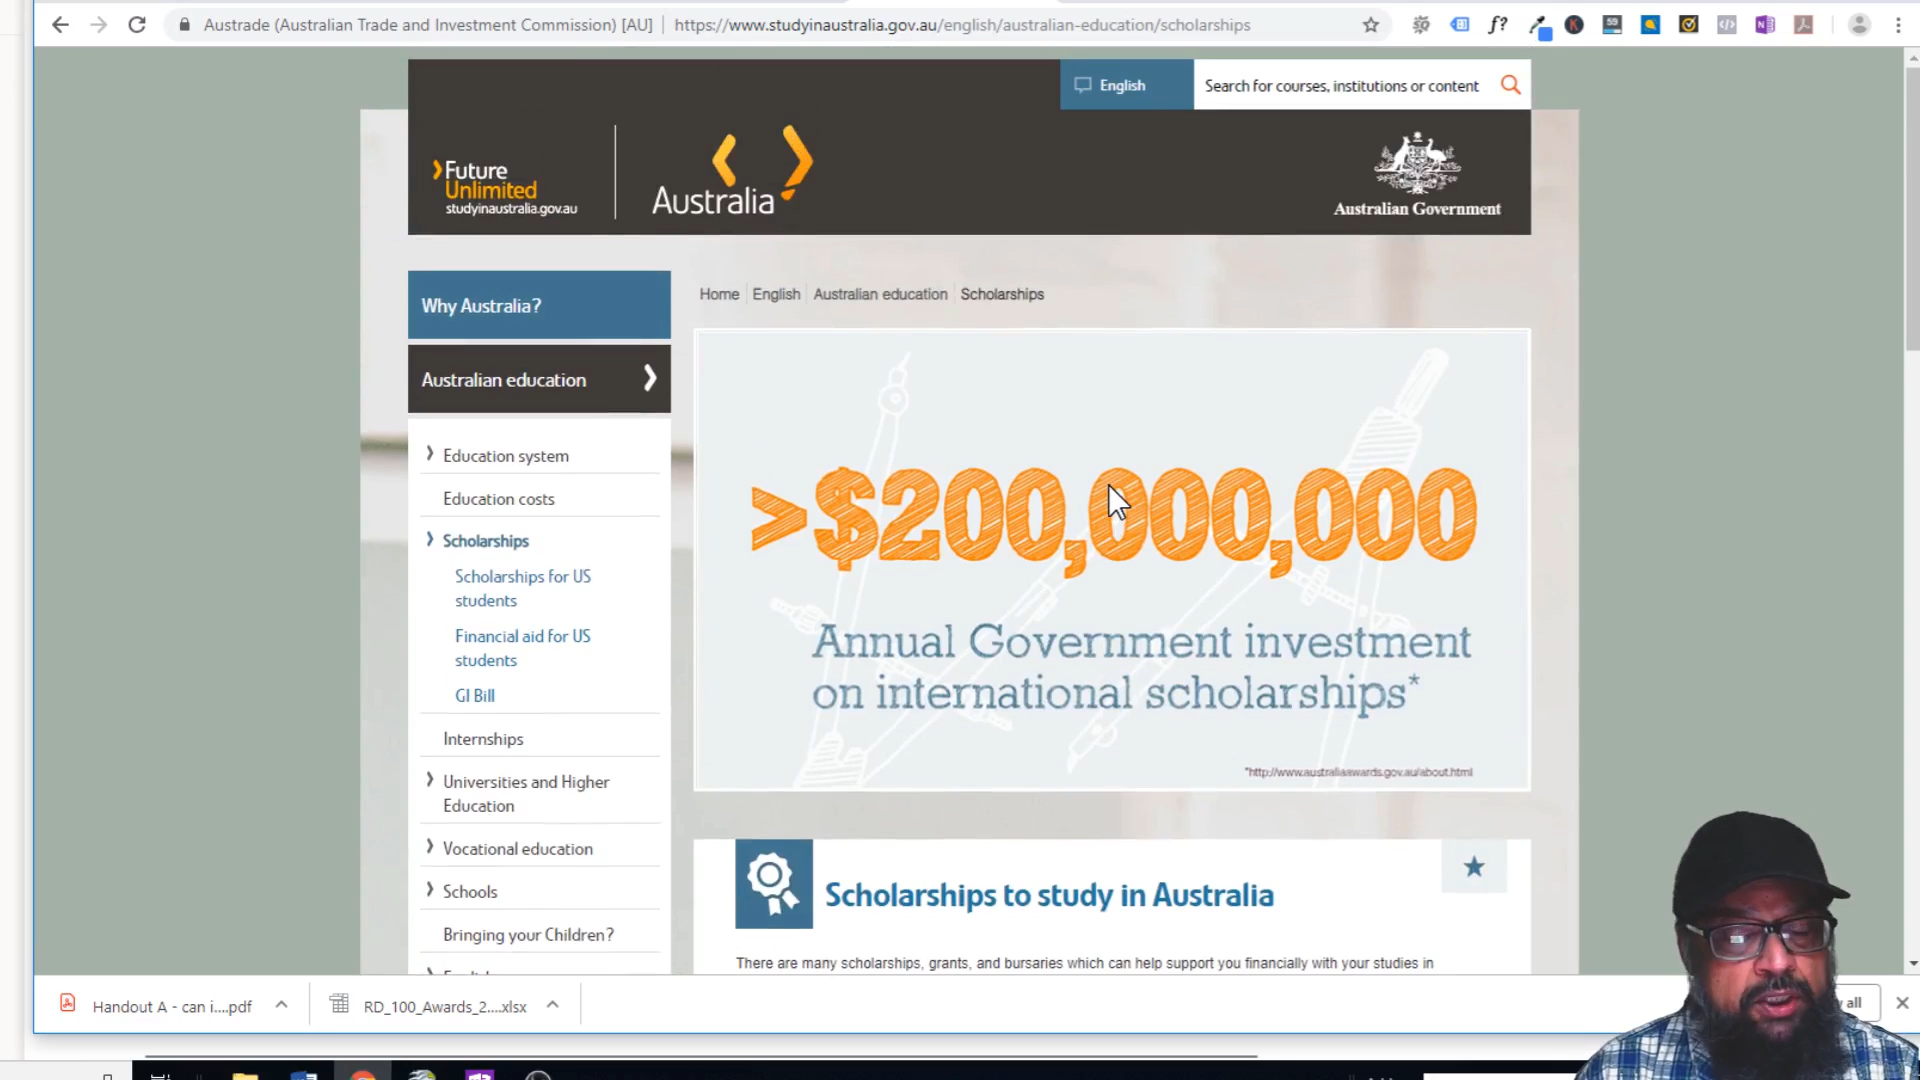 Austrade (Australian Trade and Investment Commission) [AU] | https://www.studyinaustralia.gov.au/english/australian-education/scholarships
English
Search for courses, institutions or content
Future
Unlimited
studyinaustralia.gov.au
Australia
Australian Government
Why Australia?
Australian education
Education system
Education costs
Scholarships
Scholarships for US
students
Financial aid for US
students
GI Bill
Internships
Universities and Higher
Education
Vocational education
Schools
Bringing your Children?
Home English Australian education Scholarships
>$200,000,000
Annual Government investment
on international scholarships*
*http://www.australiaawards.gov.au/about.html
Scholarships to study in Australia
There are many scholarships, grants, and bursaries which can help support you financially with your studies in
Handout A - can i....pdf
RD_100_Awards_2....xlsx
all